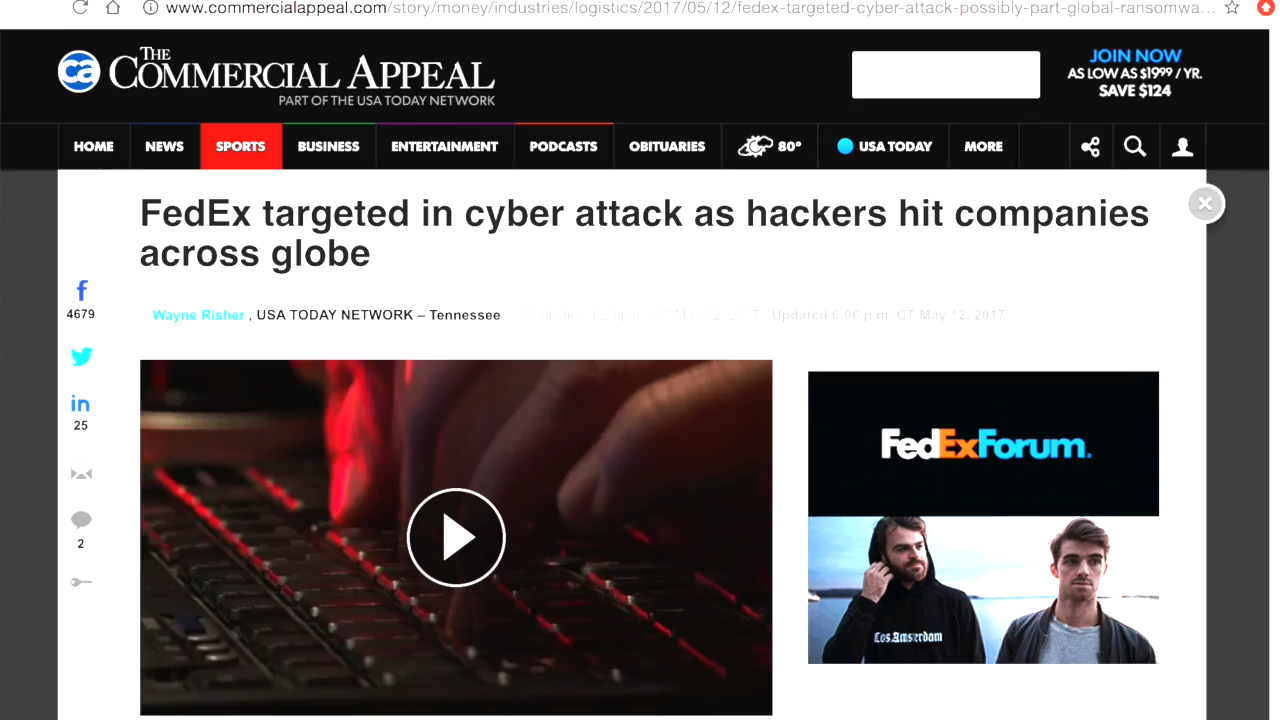 www.commercialappeal.com/story/money/industries/logistics/2017/05/12/fedex-targeted-cyber-attack-possibly-part-global-ransomwa...
ca THE COMMERCIAL APPEAL
PART OF THE USA TODAY NETWORK
JOIN NOW
AS LOW AS $19⁹⁹ / YR.
SAVE $124
HOME NEWS SPORTS BUSINESS ENTERTAINMENT PODCASTS OBITUARIES 80° USA TODAY MORE
FedEx targeted in cyber attack as hackers hit companies
across globe
Wayne Risher , USA TODAY NETWORK – Tennessee Updated 6:06 p.m. CT May 12, 2017
f
4679
in
25
2
FedExForum.
Los Amsterdam